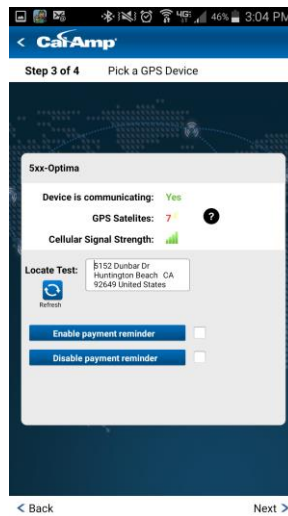 4G 46% 3:04 PM
< CalAmp
Step 3 of 4 Pick a GPS Device
5xx-Optima
Device is communicating: Yes
GPS Satelites: 7 ?
Cellular Signal Strength:
Locate Test:
5152 Dunbar Dr
Huntington Beach CA
92649 United States
Refresh
Enable payment reminder
Disable payment reminder
< Back Next >